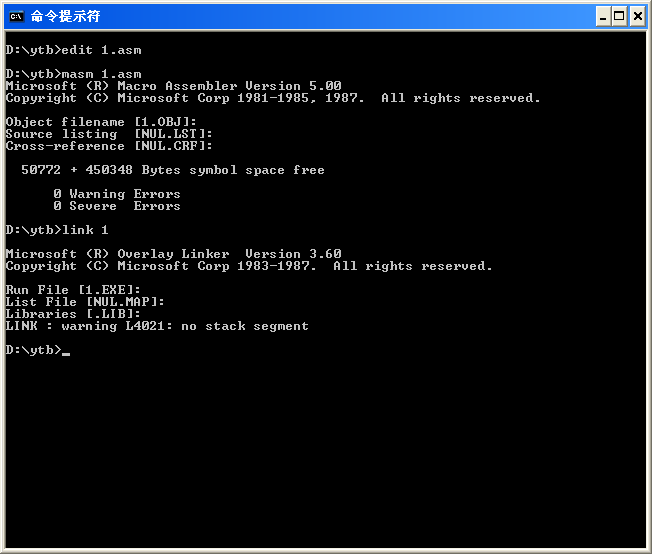 命令提示符
D:\ytb>edit 1.asm
D:\ytb>masm 1.asm
Microsoft (R) Macro Assembler Version 5.00
Copyright (C) Microsoft Corp 1981-1985, 1987.  All rights reserved.
Object filename [1.OBJ]:
Source listing  [NUL.LST]:
Cross-reference [NUL.CRF]:
50772 + 450348 Bytes symbol space free
0 Warning Errors
0 Severe  Errors
D:\ytb>link 1
Microsoft (R) Overlay Linker  Version 3.60
Copyright (C) Microsoft Corp 1983-1987.  All rights reserved.
Run File [1.EXE]:
List File [NUL.MAP]:
Libraries [.LIB]:
LINK : warning L4021: no stack segment
D:\ytb>_